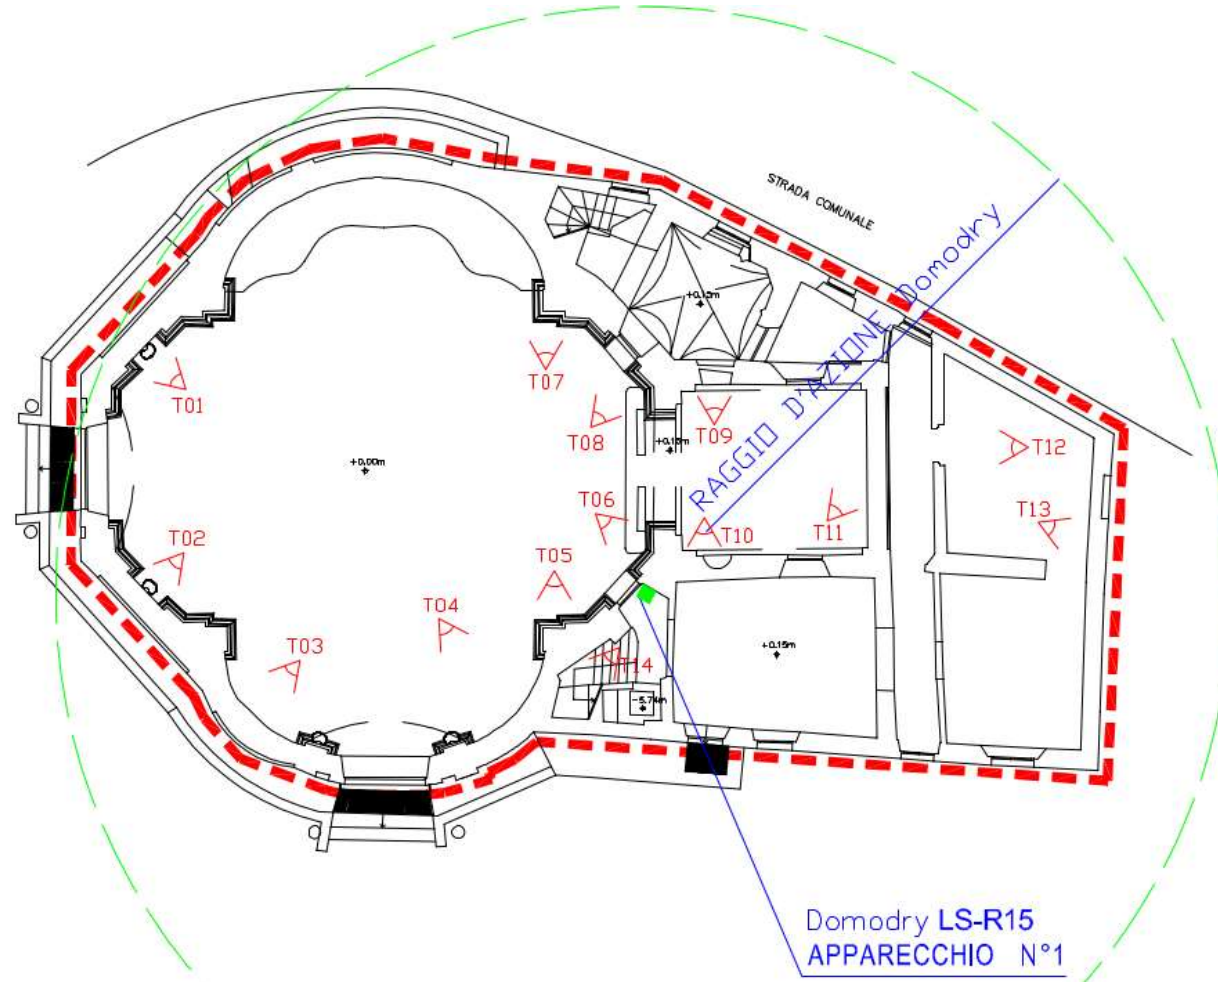 STRADA COMUNALE
RAGGIO D'AZIONE Domodry
+0.15m
T07
T01
T08
T09
+0.15m
+0.00m
T12
T06
T10
T11
T13
T02
T05
T04
T03
T14
+0.15m
-5.74m
Domodry LS-R15
APPARECCHIO N°1